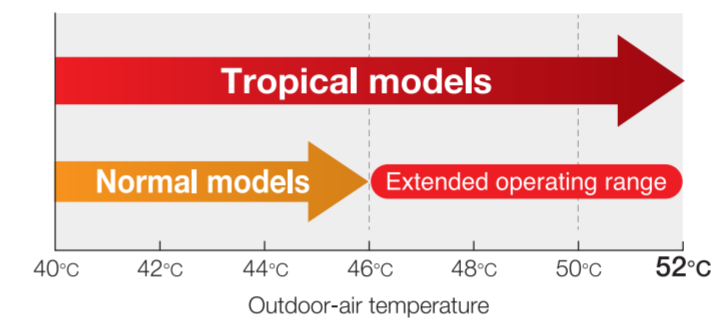 Tropical models
Normal models
Extended operating range
40°C 42°C 44°C 46°C 48°C 50°C 52°C
Outdoor-air temperature